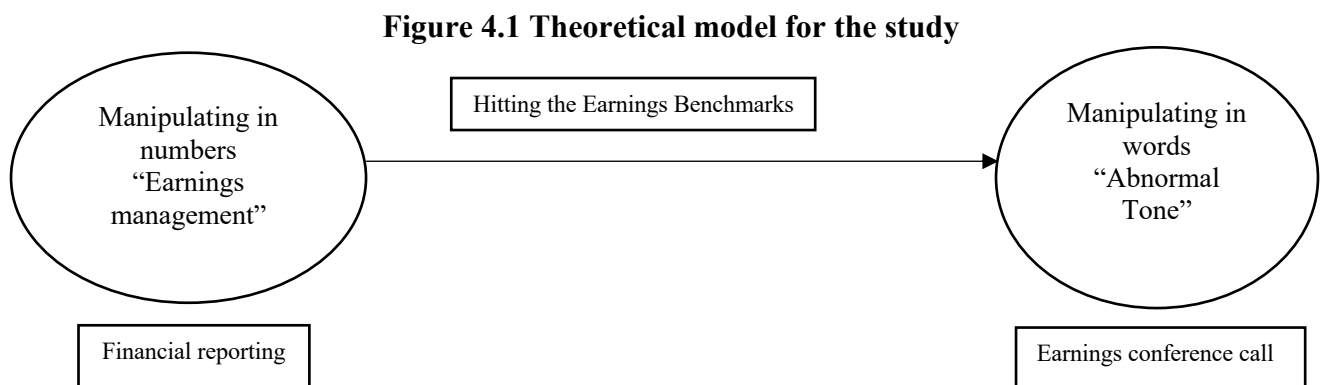 Figure 4.1 Theoretical model for the study
Hitting the Earnings Benchmarks
Manipulating in
numbers
“Earnings
management”
Manipulating in
words
“Abnormal
Tone”
Financial reporting
Earnings conference call